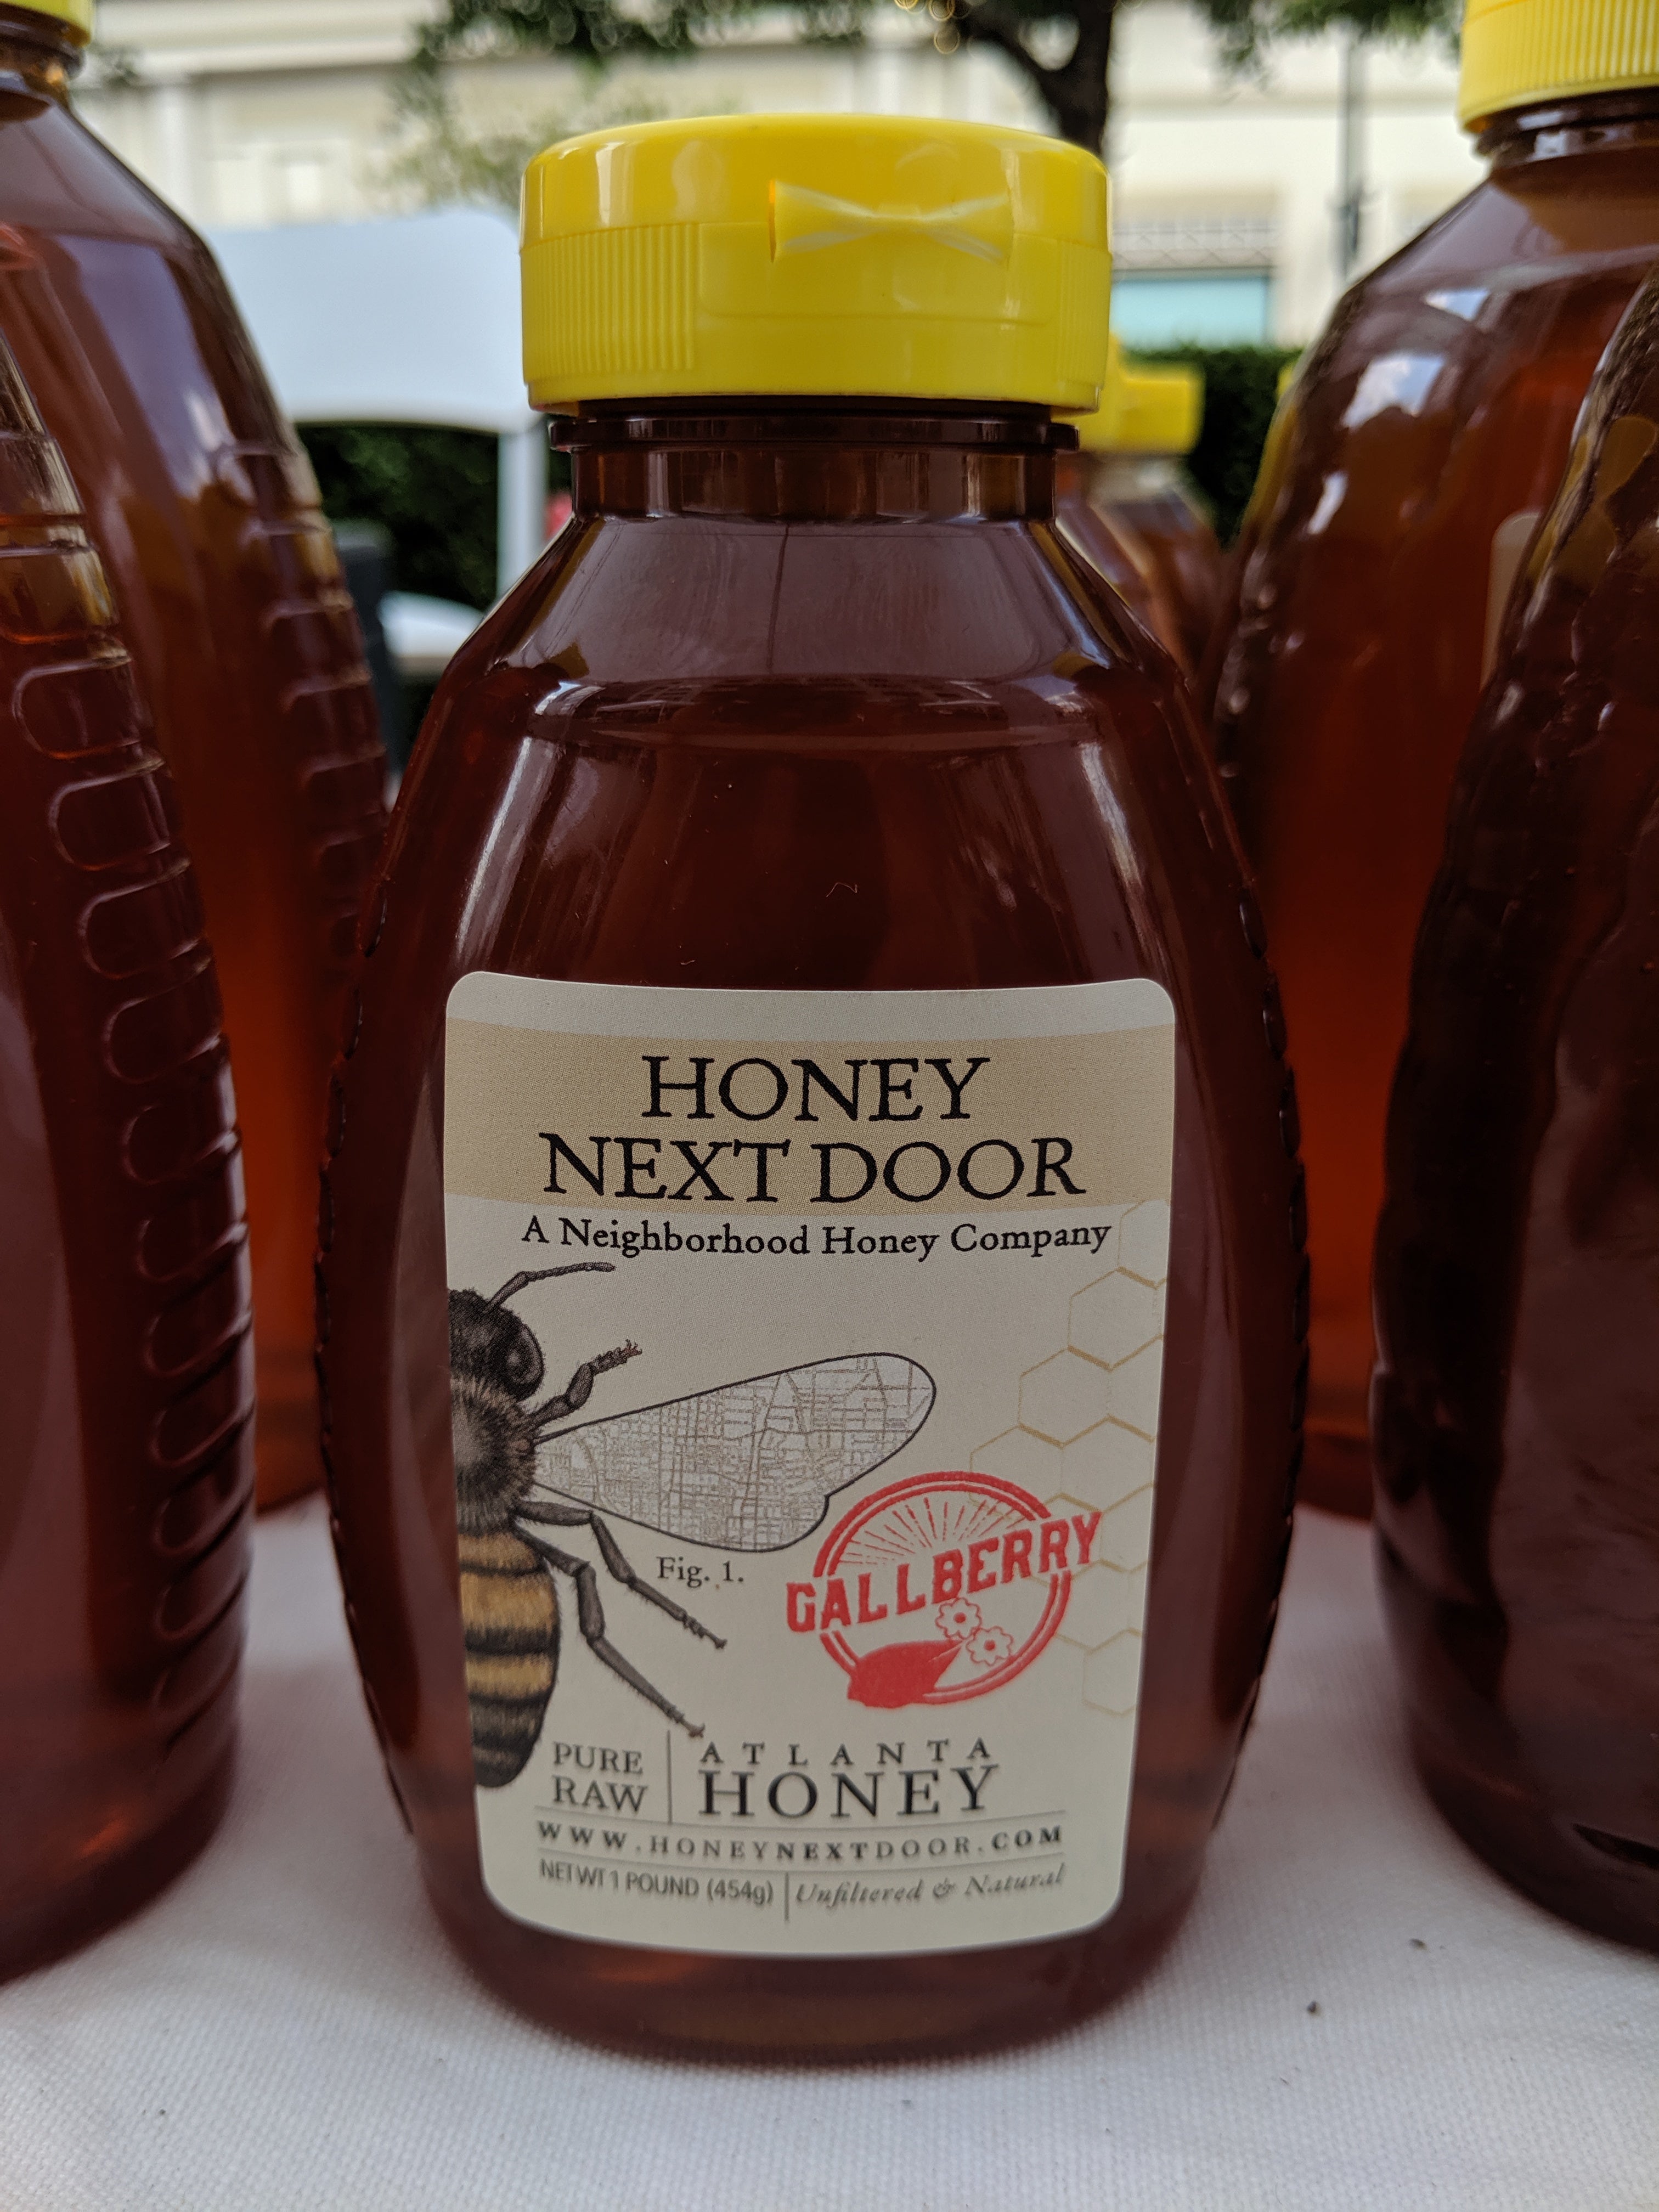 HONEY
NEXT DOOR
A Neighborhood Honey Company
Fig. 1.
GALLBERRY
PURE
RAW
ATLANTA
HONEY
WWW.HONEYNEXTDOOR.COM
NET WT 1 POUND (454g)
Unfiltered & Natural